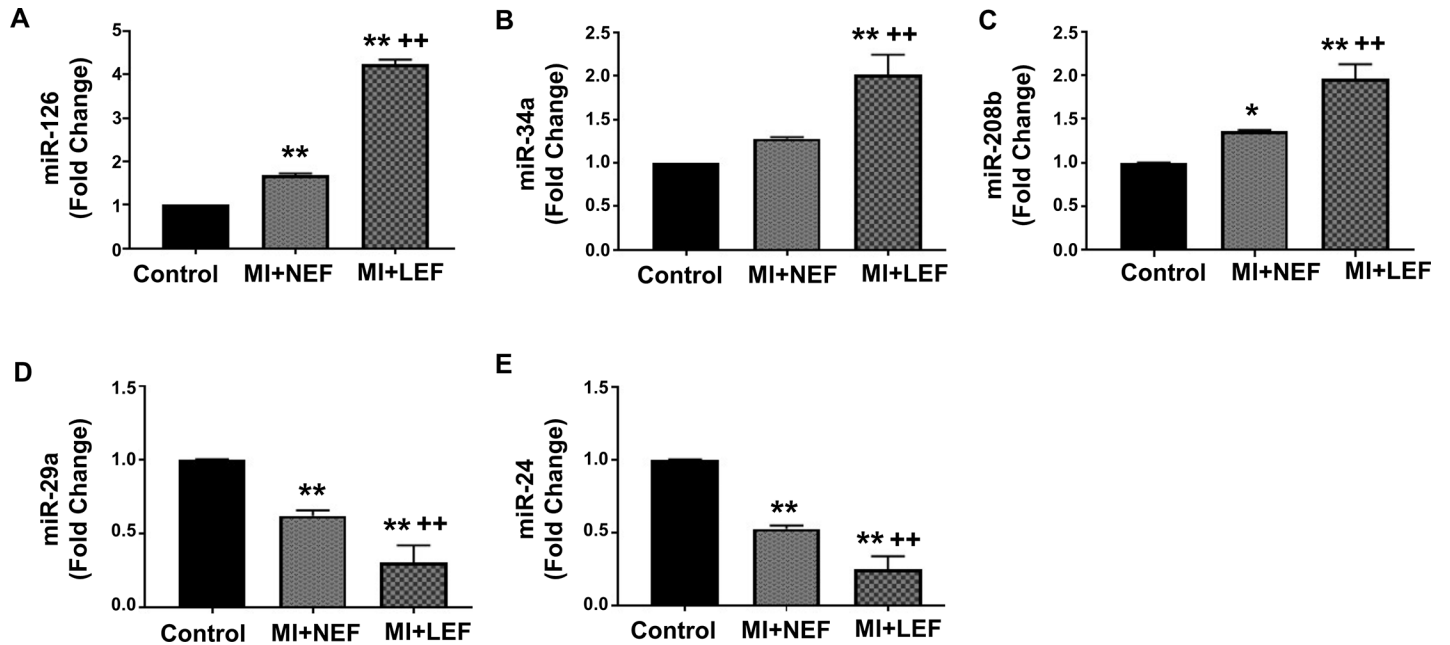 A
miR-126
(Fold Change)
5
4
2
1
0
** 
** ++
Control MI+NEF MI+LEF
B
miR-34a
(Fold Change)
2.5
2.0
1.5
1.0
0.5
0.0
** ++
Control MI+NEF MI+LEF
C
miR-208b
(Fold Change)
2.5
2.0
1.5
1.0
0.5
0.0
*
** ++
Control MI+NEF MI+LEF
D
miR-29a
(Fold Change)
1.5
1.0
0.5
0.0
**
** ++
Control MI+NEF MI+LEF
E
miR-24
(Fold Change)
1.5
1.0
0.5
0.0
**
** ++
Control MI+NEF MI+LEF